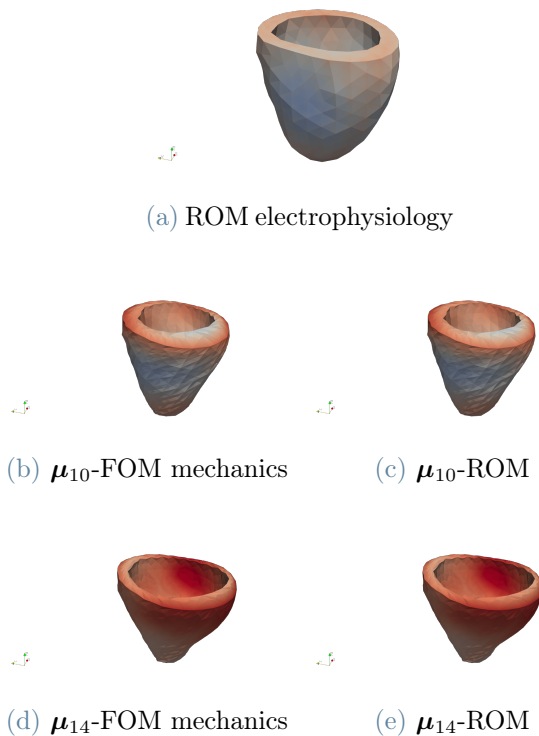 (a) ROM electrophysiology
(b) μ₁₀-FOM mechanics
(c) μ₁₀-ROM
(d) μ₁₄-FOM mechanics
(e) μ₁₄-ROM